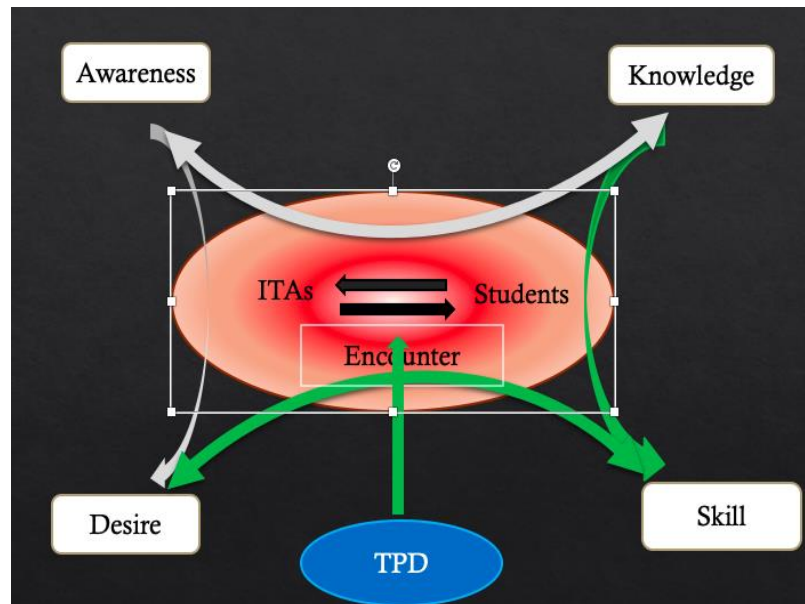 Awareness
Knowledge
ITAs
Students
Encounter
Desire
Skill
TPD